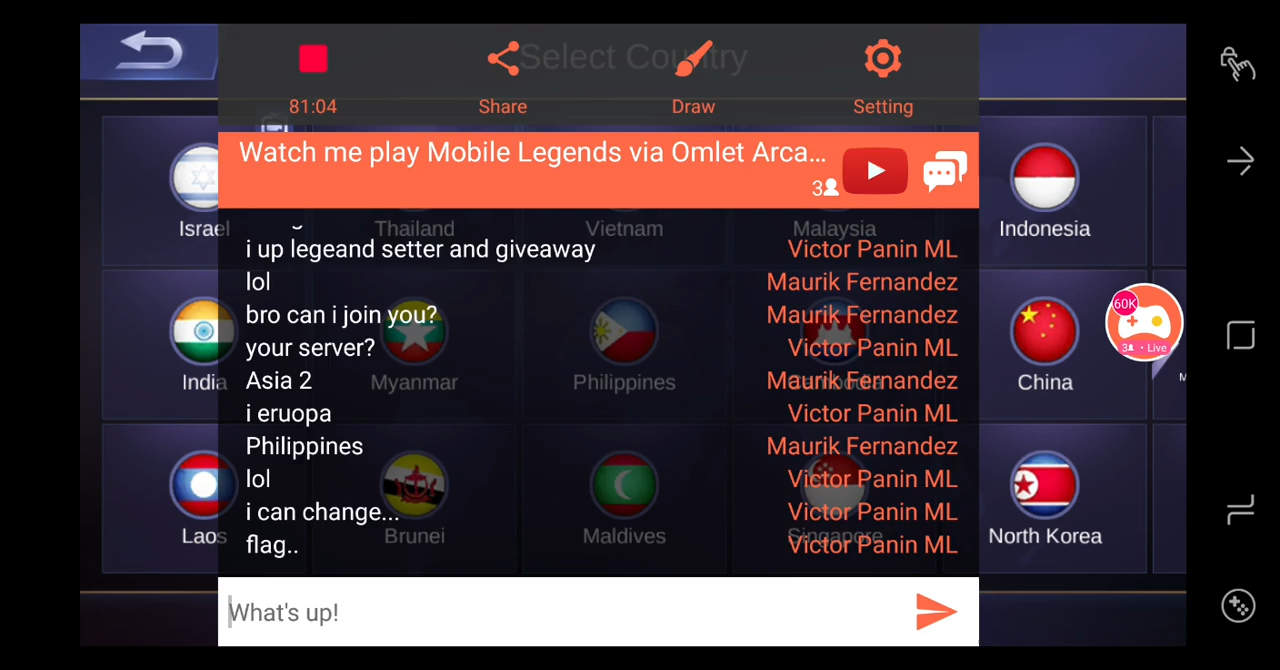 Select Country
81:04
Share
Draw
Setting
Watch me play Mobile Legends via Omlet Arca...
3
Israel
Thailand
Vietnam
Malaysia
Indonesia
i up legeand setter and giveaway Victor Panin ML
lol Maurik Fernandez
bro can i join you? Maurik Fernandez
your server? Victor Panin ML
Asia 2 Maurik Fernandez
i eruopa Victor Panin ML
Philippines Maurik Fernandez
lol Victor Panin ML
i can change... Victor Panin ML
flag.. Victor Panin ML
60K
3 • Live
India
Myanmar
Philippines
Cambodia
China
M
Laos
Brunei
Maldives
Singapore
North Korea
What's up!